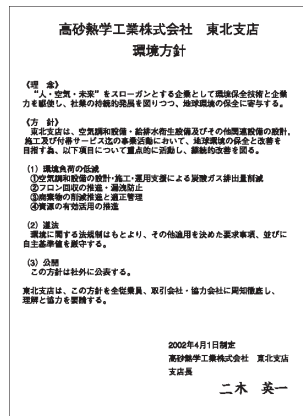 高砂熱学工業株式会社　東北支店
環境方針
《理　念》
“人・空気・未来”をスローガンとする企業として環境保全技術と企業
力を駆使し、社業の持続的発展を図りつつ、地球環境の保全に寄与する。
《方　針》
東北支店は、空気調和設備・給排水衛生設備及びその他関連設備の設計、
施工及び付帯サービス迄の事業活動において、地球環境の保全と改善を
目指す為、以下項目について重点的に活動し、継続的改善を図る。
（1）環境負荷の低減
①空気調和設備の設計・施工・運用支援による炭酸ガス排出量削減
②フロン回収の推進・漏洩防止
③廃棄物の削減推進と適正管理
④資源の有効活用の推進
（2）遵法
環境に関する法規制はもとより、その他適用を決めた要求事項、並びに
自主基準値を厳守する。
（3）公開
この方針は社外に公表する。
東北支店は、この方針を全従業員、取引会社・協力会社に周知徹底し、
理解と協力を要請する。
2002年4月1日制定
高砂熱学工業株式会社　東北支店
支店長
二木　英一